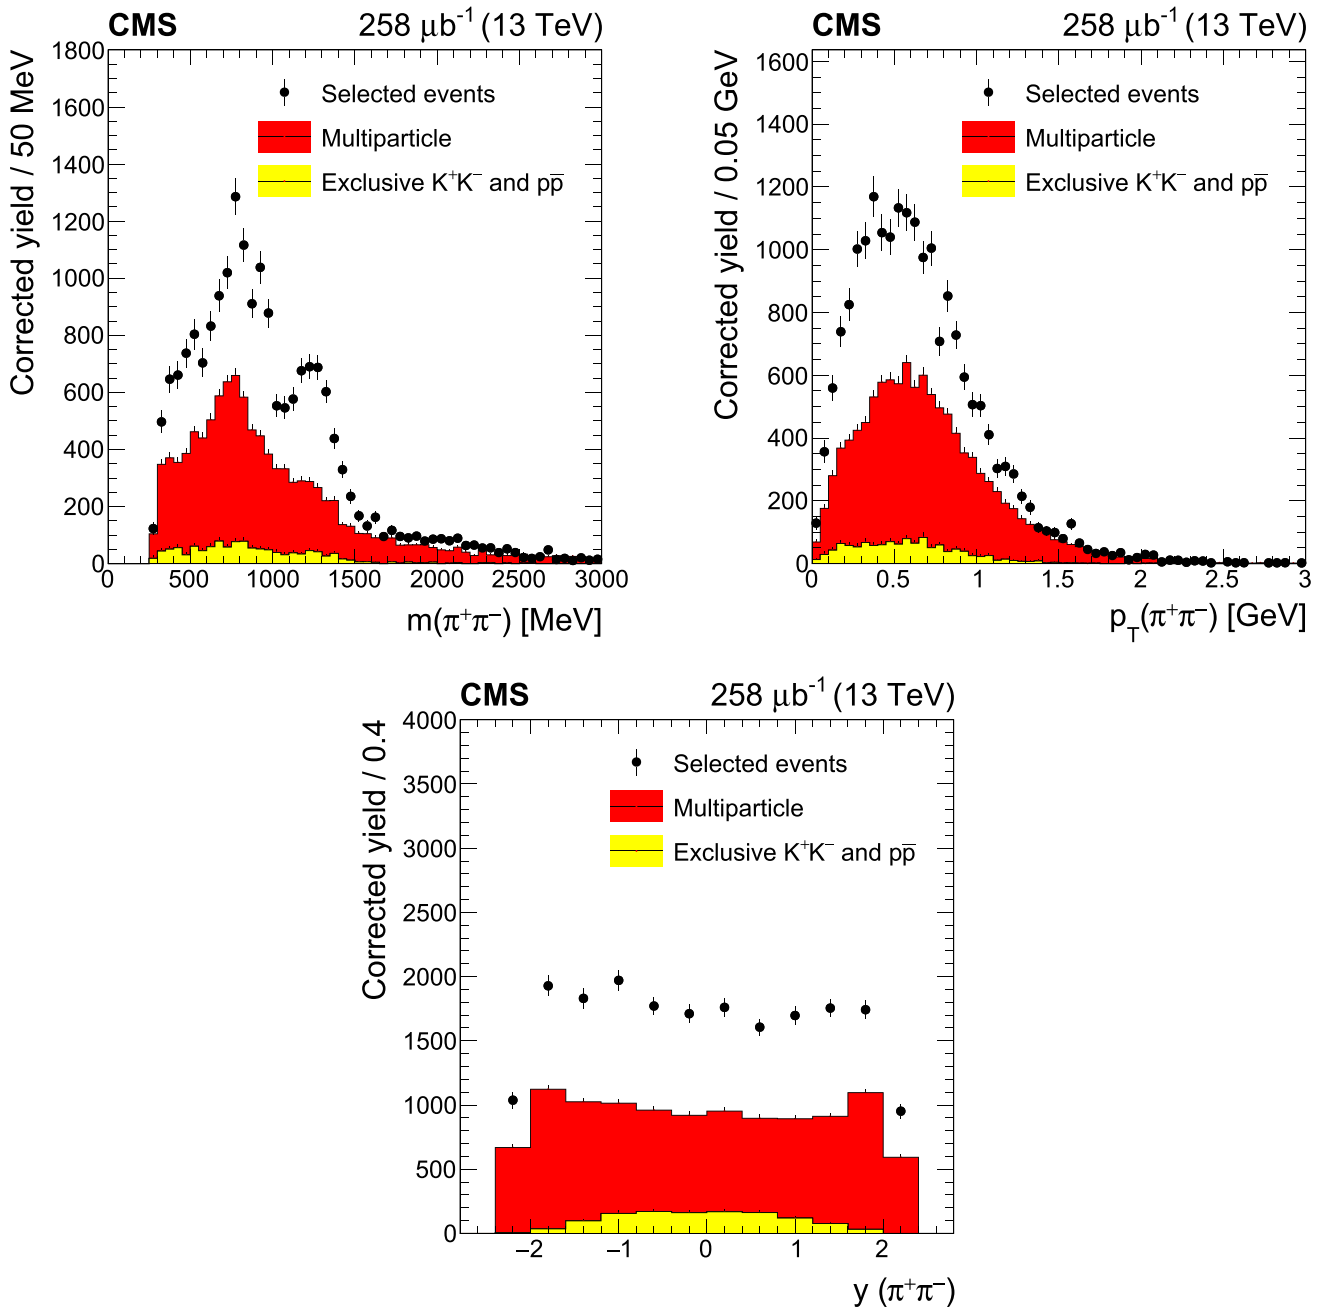 CMS 258 μb⁻¹ (13 TeV)
Corrected yield / 50 MeV
1800
1600
1400
1200
1000
800
600
400
200
0
Selected events
Multiparticle
Exclusive K⁺K⁻ and pp̅
0 500 1000 1500 2000 2500 3000
m(π⁺π⁻) [MeV]
CMS 258 μb⁻¹ (13 TeV)
Corrected yield / 0.05 GeV
1600
1400
1200
1000
800
600
400
200
0
Selected events
Multiparticle
Exclusive K⁺K⁻ and pp̅
0 0.5 1 1.5 2 2.5 3
p_T(π⁺π⁻) [GeV]
CMS 258 μb⁻¹ (13 TeV)
Corrected yield / 0.4
4000
3500
3000
2500
2000
1500
1000
500
0
Selected events
Multiparticle
Exclusive K⁺K⁻ and pp̅
−2 −1 0 1 2
y (π⁺π⁻)